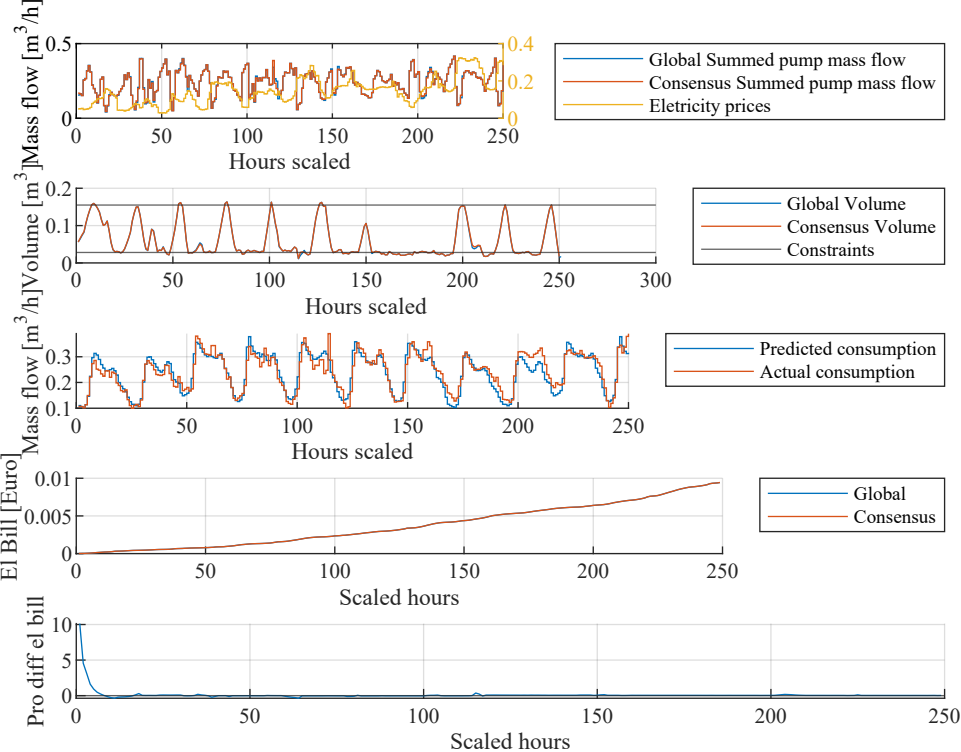 Mass flow [m³/h]
0.5
0
0.4
0.2
0
0 50 100 150 200 250
Hours scaled
Global Summed pump mass flow
Consensus Summed pump mass flow
Eletricity prices
Volume [m³]
0.2
0.1
0
0 50 100 150 200 250 300
Hours scaled
Global Volume
Consensus Volume
Constraints
Mass flow [m³/h]
0.3
0.2
0.1
0 50 100 150 200 250
Hours scaled
Predicted consumption
Actual consumption
El Bill [Euro]
0.01
0.005
0
0 50 100 150 200 250
Scaled hours
Global
Consensus
Pro diff el bill
10
5
0
0 50 100 150 200 250
Scaled hours